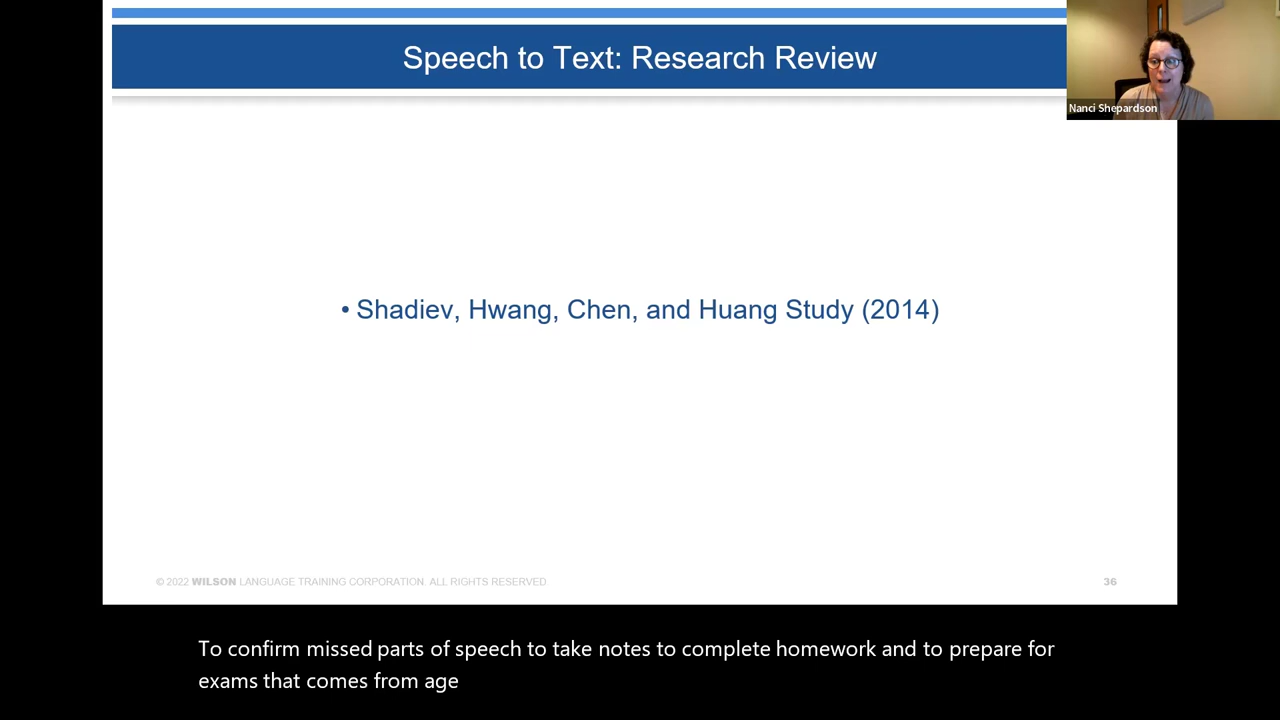 Speech to Text: Research Review
Nanci Shepardson
• Shadiev, Hwang, Chen, and Huang Study (2014)
© 2022 WILSON LANGUAGE TRAINING CORPORATION. ALL RIGHTS RESERVED
36
To confirm missed parts of speech to take notes to complete homework and to prepare for
exams that comes from age